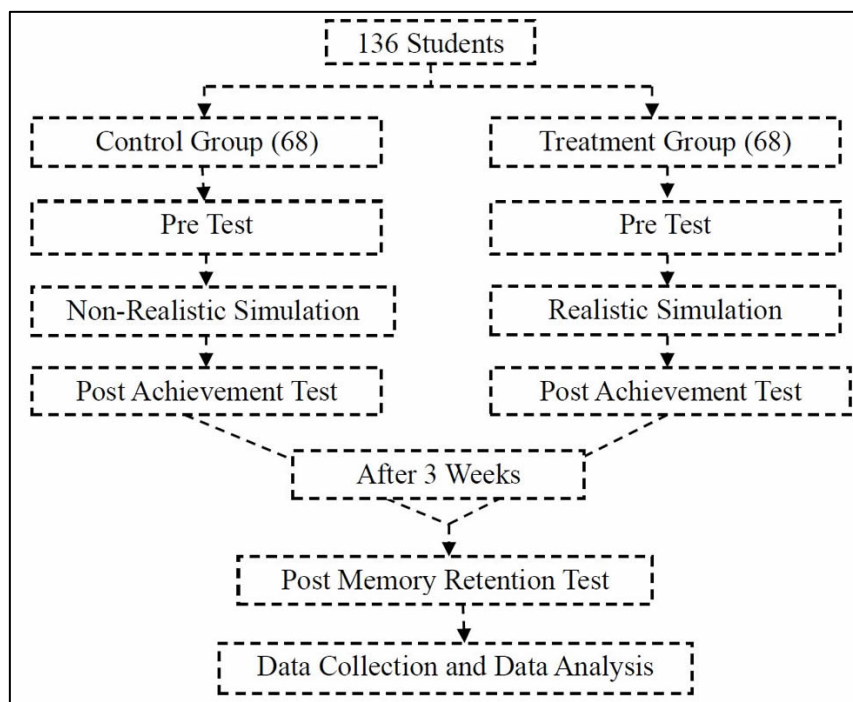 136 Students
Control Group (68)
Treatment Group (68)
Pre Test
Pre Test
Non-Realistic Simulation
Realistic Simulation
Post Achievement Test
Post Achievement Test
After 3 Weeks
Post Memory Retention Test
Data Collection and Data Analysis